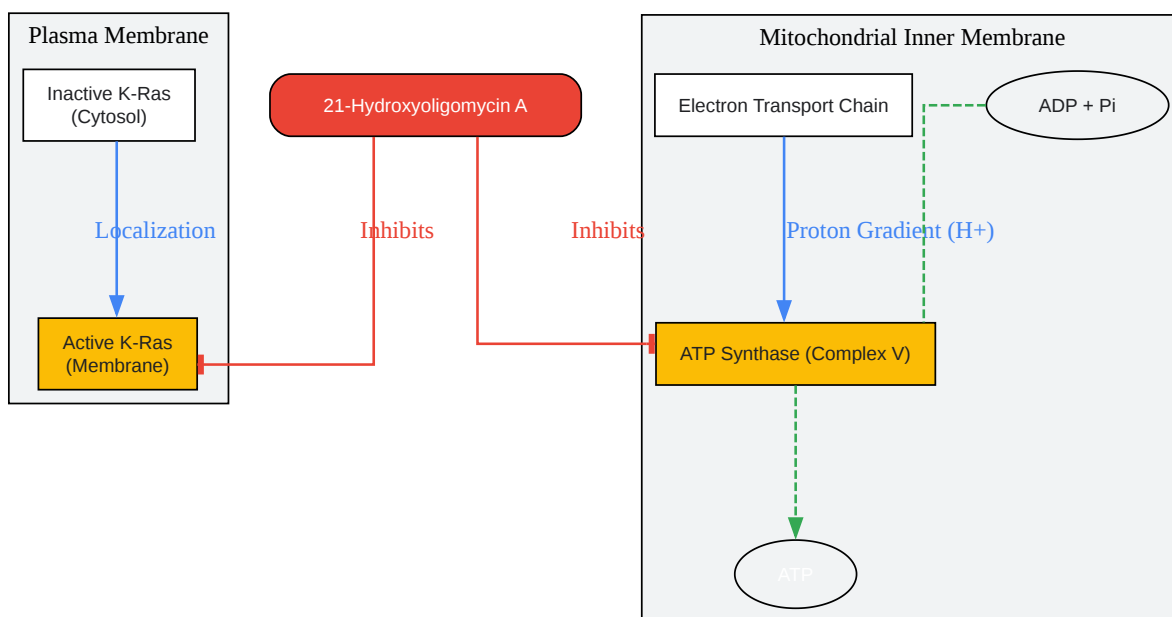 Plasma Membrane
Inactive K-Ras
(Cytosol)
Localization
Active K-Ras
(Membrane)
21-Hydroxyoligomycin A
Inhibits
Inhibits
Mitochondrial Inner Membrane
Electron Transport Chain
ADP + Pi
Proton Gradient (H+)
ATP Synthase (Complex V)
ATP